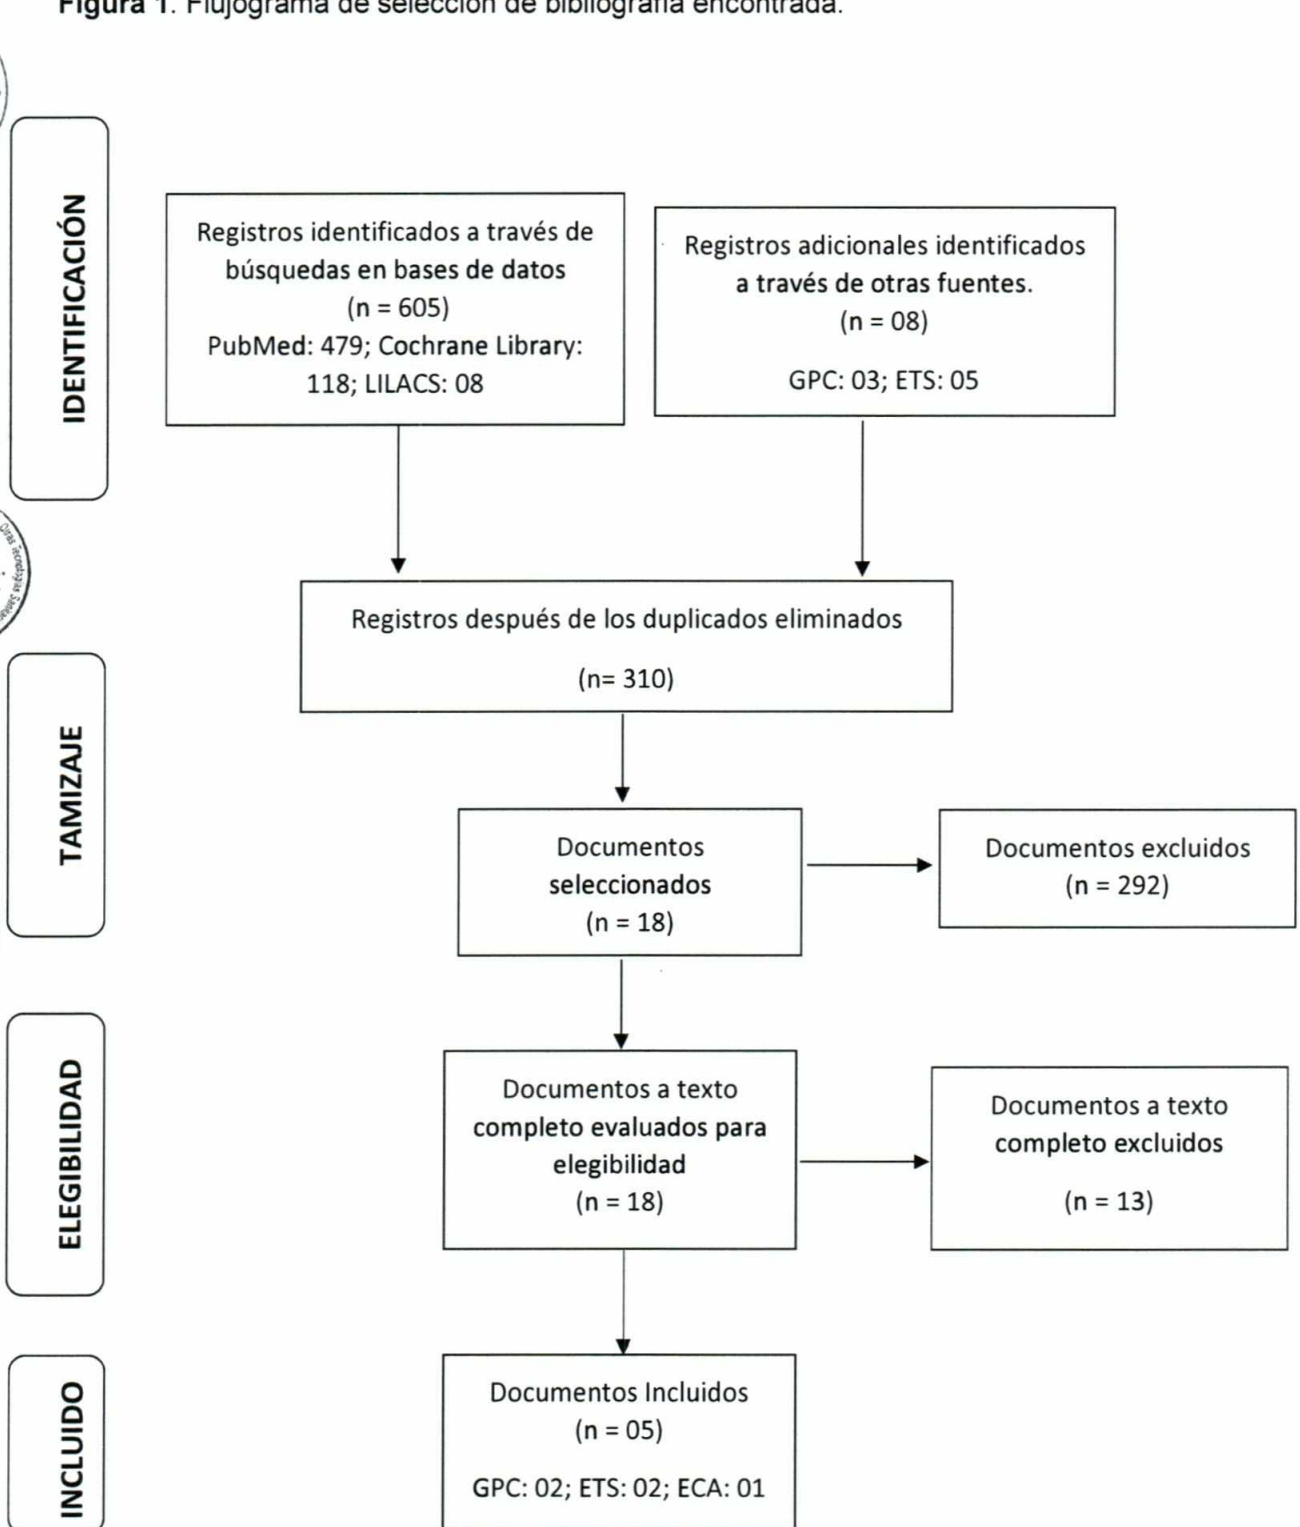 Figura 1. Flujograma de selección de bibliografía encontrada.
IDENTIFICACIÓN
Registros identificados a través de
búsquedas en bases de datos
(n = 605)
PubMed: 479; Cochrane Library:
118; LILACS: 08
Registros adicionales identificados
a través de otras fuentes.
(n = 08)
GPC: 03; ETS: 05
Otras Tecnologías
Registros después de los duplicados eliminados
(n= 310)
TAMIZAJE
Documentos
seleccionados
(n = 18)
Documentos excluidos
(n = 292)
ELEGIBILIDAD
Documentos a texto
completo evaluados para
elegibilidad
(n = 18)
Documentos a texto
completo excluidos
(n = 13)
INCLUIDO
Documentos Incluidos
(n = 05)
GPC: 02; ETS: 02; ECA: 01